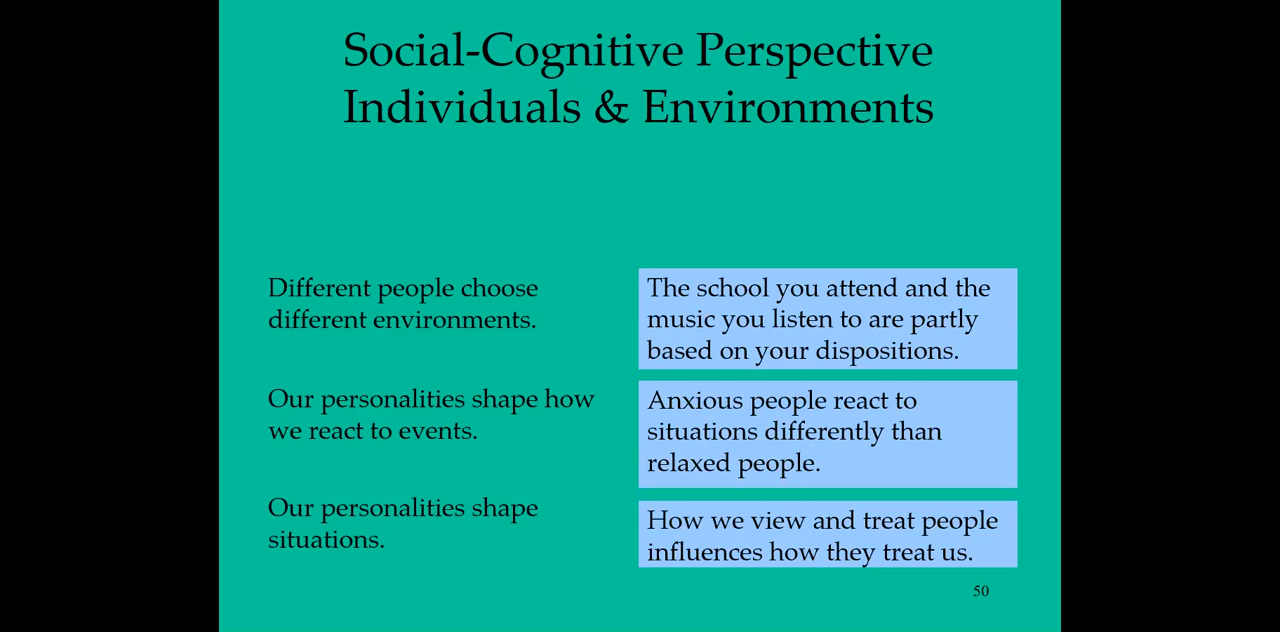 Social-Cognitive Perspective
Individuals & Environments
Different people choose
different environments.
The school you attend and the
music you listen to are partly
based on your dispositions.
Our personalities shape how
we react to events.
Anxious people react to
situations differently than
relaxed people.
Our personalities shape
situations.
How we view and treat people
influences how they treat us.
50